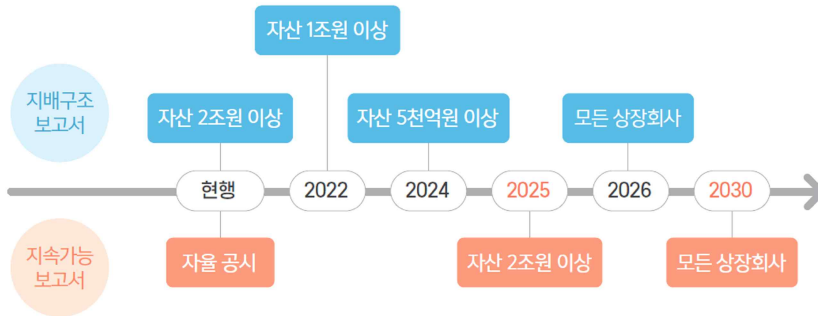 자산 1조원 이상
지배구조
보고서
자산 2조원 이상
자산 5천억원 이상
모든 상장회사
현행
2022
2024
2025
2026
2030
지속가능
보고서
자율 공시
자산 2조원 이상
모든 상장회사